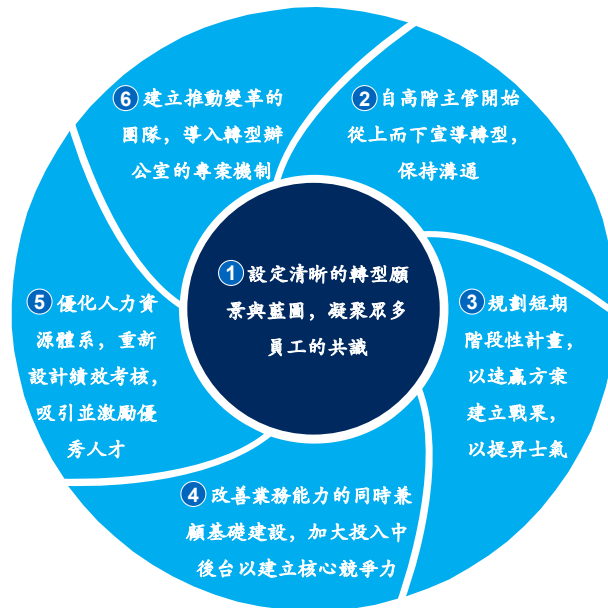 1 設定清晰的轉型願
景與藍圖，凝聚眾多
員工的共識
2 自高階主管開始
從上而下宣導轉型，
保持溝通
3 規劃短期
階段性計畫，
以速贏方案
建立戰果，
以提昇士氣
4 改善業務能力的同時兼
顧基礎建設，加大投入中
後台以建立核心競爭力
5 優化人力資
源體系，重新
設計績效考核，
吸引並激勵優
秀人才
6 建立推動變革的
團隊，導入轉型辦
公室的專案機制